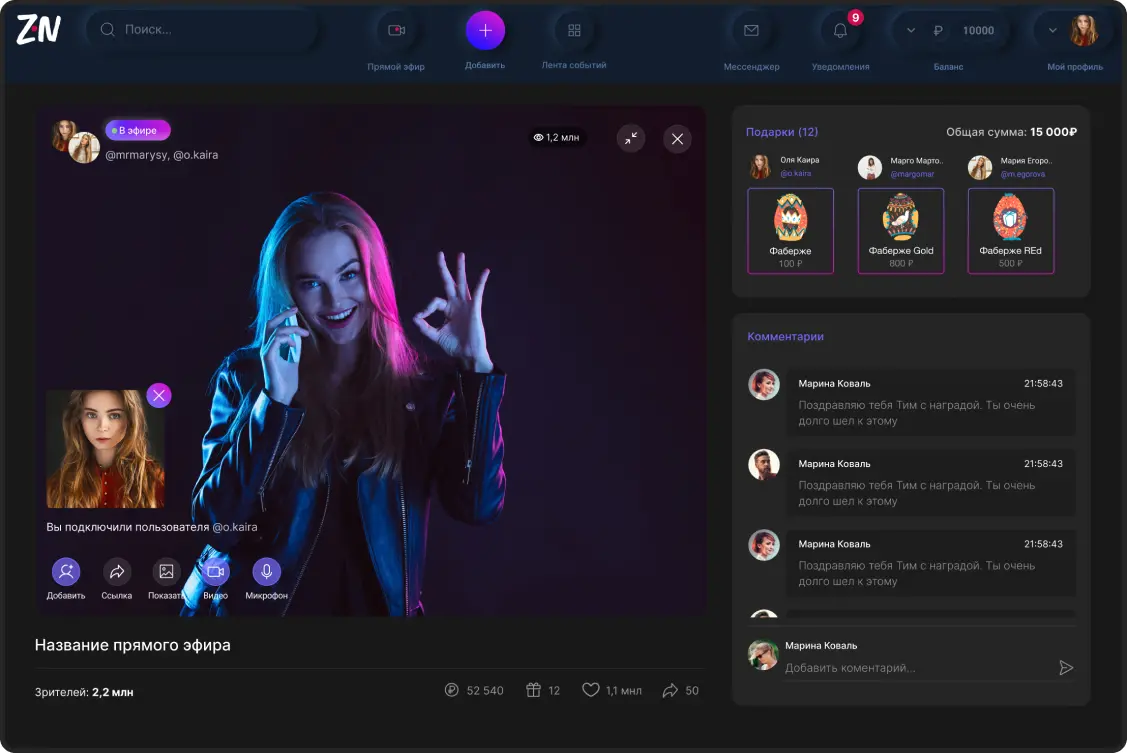 ZN
Поиск...
Прямой эфир
Добавить
Лента событий
Мессенджер
9
Уведомления
₽ 10000
Баланс
Мой профиль
В эфире
@mrmarysy, @o.kaira
1,2 млн
Вы подключили пользователя @o.kaira
Добавить
Ссылка
Показать
Видео
Микрофон
Название прямого эфира
Зрителей: 2,2 млн
52 540
12
1,1 мнл
50
Подарки (12)
Общая сумма: 15 000₽
Оля Каира
@o.kaira
Фаберже
100 ₽
Марго Марто..
@margomar
Фаберже Gold
800 ₽
Мария Егоро..
@m.egorova
Фаберже REd
500 ₽
Комментарии
Марина Коваль 21:58:43
Поздравляю тебя Тим с наградой. Ты очень
долго шел к этому
Марина Коваль 21:58:43
Поздравляю тебя Тим с наградой. Ты очень
долго шел к этому
Марина Коваль 21:58:43
Поздравляю тебя Тим с наградой. Ты очень
долго шел к этому
Марина Коваль
Добавить коментарий...